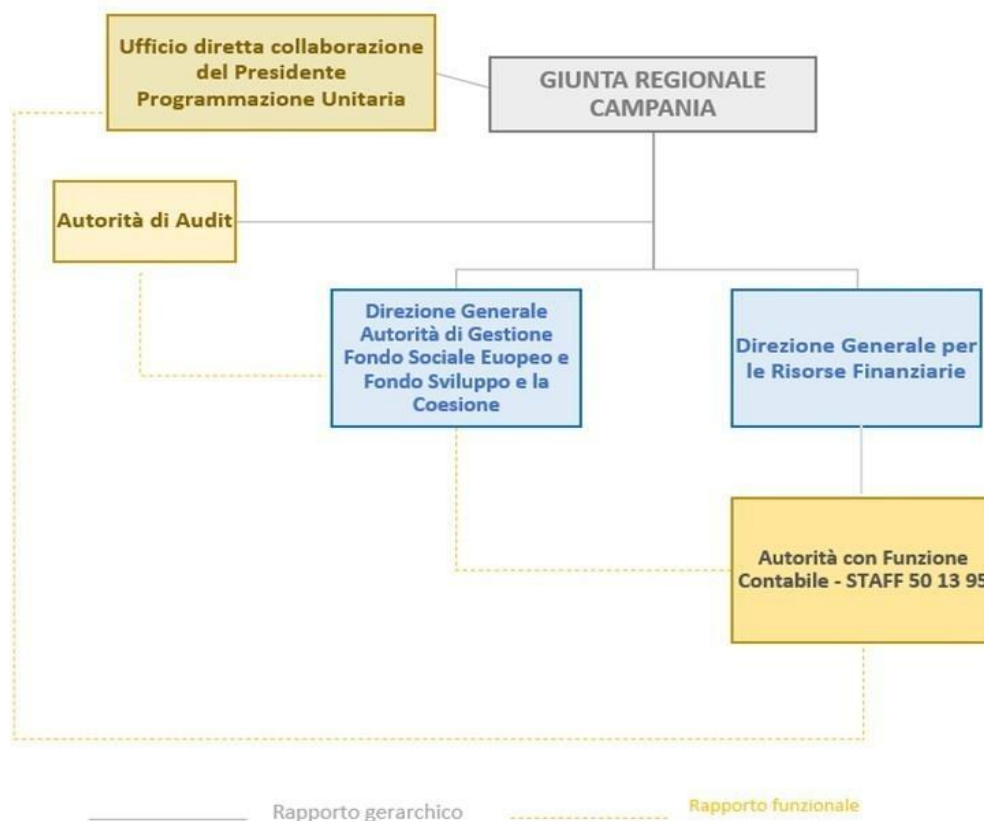 Ufficio diretta collaborazione
del Presidente
Programmazione Unitaria
GIUNTA REGIONALE
CAMPANIA
Autorità di Audit
Direzione Generale
Autorità di Gestione
Fondo Sociale Euopeo e
Fondo Sviluppo e la
Coesione
Direzione Generale per
le Risorse Finanziarie
Autorità con Funzione
Contabile - STAFF 50 13 95
Rapporto gerarchico
Rapporto funzionale